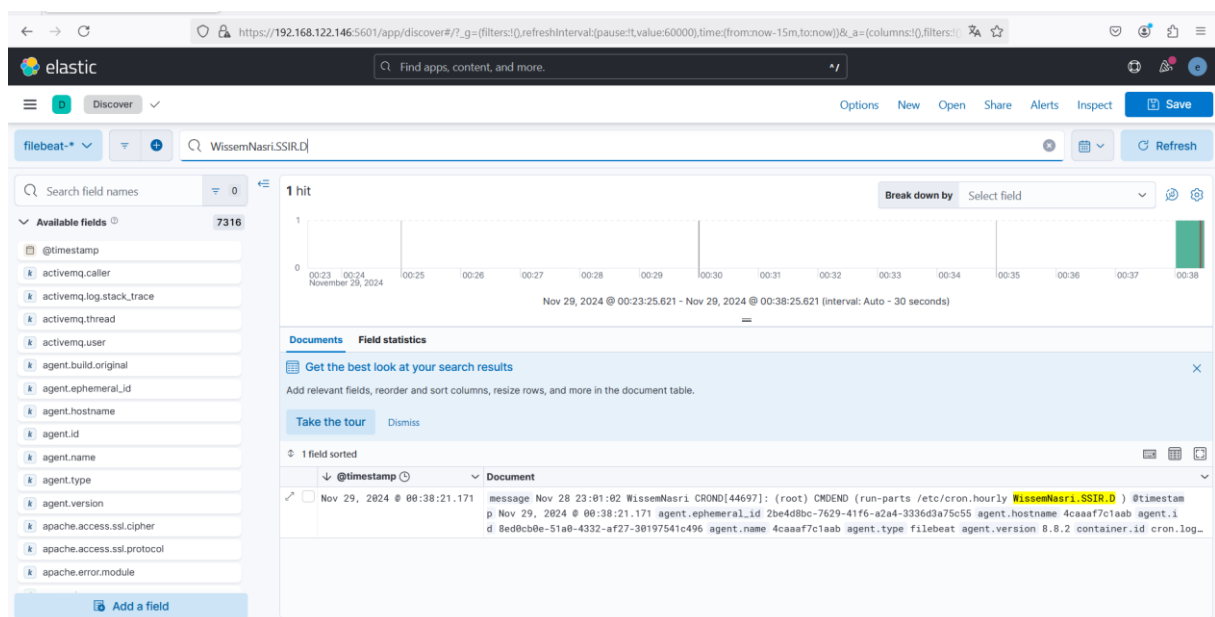 https://192.168.122.146:5601/app/discover#/?_g=(filters:!(),refreshInterval:(pause:!t,value:60000),time:(from:now-15m,to:now))&_a=(columns:!(),filters:!()
elastic
Find apps, content, and more.
^/
e
D
Discover
Options New Open Share Alerts Inspect Save
filebeat-*
WissemNasri.SSIR.D
Refresh
Search field names
0
1 hit
Break down by Select field
Available fields
7316
@timestamp
activemq.caller
activemq.log.stack_trace
activemq.thread
activemq.user
agent.build.original
agent.ephemeral_id
agent.hostname
agent.id
agent.name
agent.type
agent.version
apache.access.ssl.cipher
apache.access.ssl.protocol
apache.error.module
Add a field
1
0
00:23 00:24 00:25 00:26 00:27 00:28 00:29 00:30 00:31 00:32 00:33 00:34 00:35 00:36 00:37 00:38
November 29, 2024
Nov 29, 2024 @ 00:23:25.621 - Nov 29, 2024 @ 00:38:25.621 (interval: Auto - 30 seconds)
Documents Field statistics
Get the best look at your search results
Add relevant fields, reorder and sort columns, resize rows, and more in the document table.
Take the tour Dismiss
1 field sorted
@timestamp Document
Nov 29, 2024 @ 00:38:21.171 message Nov 28 23:01:02 WissemNasri CROND[44697]: (root) CMDEND (run-parts /etc/cron.hourly WissemNasri.SSIR.D ) @timestam
p Nov 29, 2024 @ 00:38:21.171 agent.ephemeral_id 2be4d8bc-7629-41f6-a2a4-3336d3a75c55 agent.hostname 4caaaf7c1aab agent.i
d 8ed0cb0e-51a0-4332-af27-30197541c496 agent.name 4caaaf7c1aab agent.type filebeat agent.version 8.8.2 container.id cron.log…